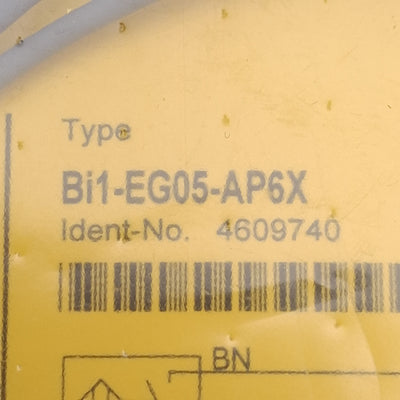 Type
Bi1-EG05-AP6X
Ident-No. 4609740
BN